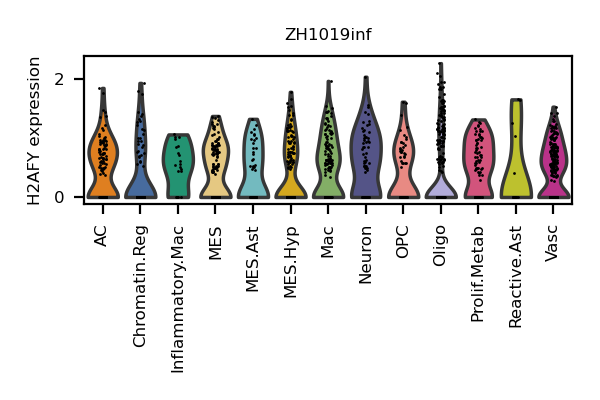 ZH1019inf
H2AFY expression
2
0
AC
Chromatin.Reg
Inflammatory.Mac
MES
MES.Ast
MES.Hyp
Mac
Neuron
OPC
Oligo
Prolif.Metab
Reactive.Ast
Vasc